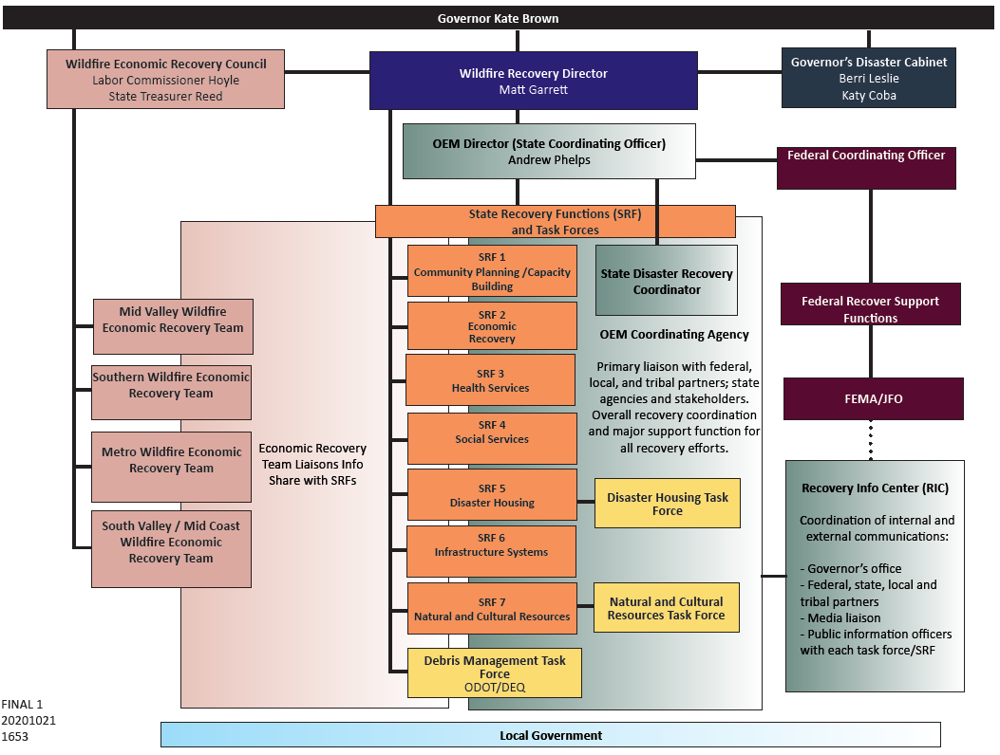 Governor Kate Brown
Wildfire Economic Recovery Council
Labor Commissioner Hoyle
State Treasurer Reed
Wildfire Recovery Director
Matt Garrett
Governor's Disaster Cabinet
Berri Leslie
Katy Coba
OEM Director (State Coordinating Officer)
Andrew Phelps
Federal Coordinating Officer
State Recovery Functions (SRF)
and Task Forces
SRF 1
Community Planning /Capacity
Building
SRF 2
Economic
Recovery
SRF 3
Health Services
SRF 4
Social Services
SRF 5
Disaster Housing
SRF 6
Infrastructure Systems
SRF 7
Natural and Cultural Resources
Debris Management Task
Force
ODOT/DEQ
State Disaster Recovery
Coordinator
OEM Coordinating Agency
Primary liaison with federal,
local, and tribal partners; state
agencies and stakeholders.
Overall recovery coordination
and major support function for
all recovery efforts.
Disaster Housing Task
Force
Natural and Cultural
Resources Task Force
Mid Valley Wildfire
Economic Recovery Team
Southern Wildfire Economic
Recovery Team
Metro Wildfire Economic
Recovery Team
South Valley / Mid Coast
Wildfire Economic
Recovery Team
Economic Recovery
Team Liaisons Info
Share with SRFs
Federal Recover Support
Functions
FEMA/JFO
Recovery Info Center (RIC)
Coordination of internal and
external communications:
- Governor's office
- Federal, state, local and
tribal partners
- Media liaison
- Public information officers
with each task force/SRF
FINAL 1
20201021
1653
Local Government